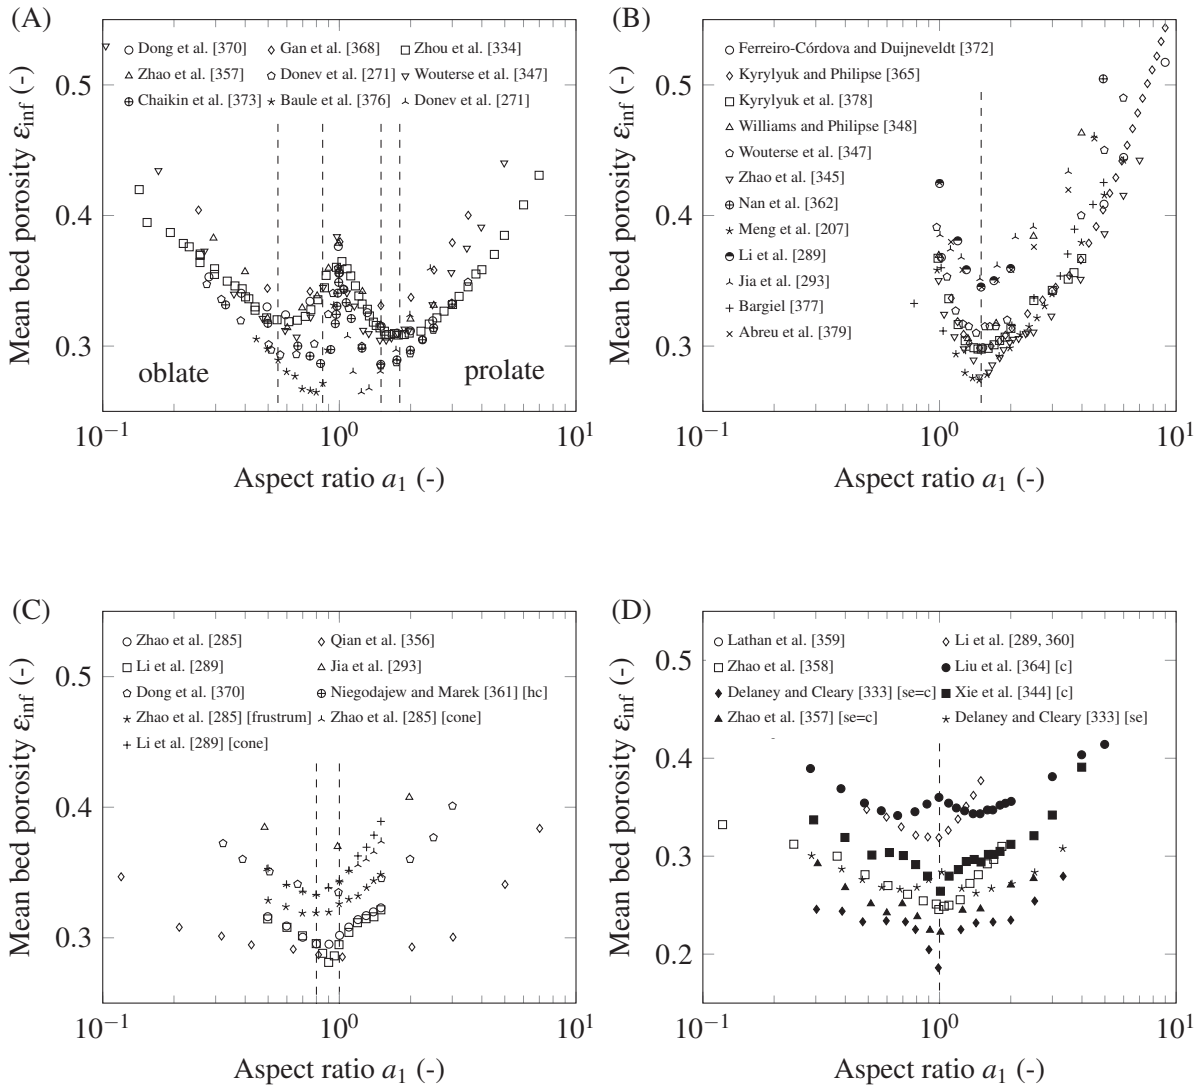 (A)
Mean bed porosity ε_inf (-)
0.5
0.4
0.3
Dong et al. [370] Gan et al. [368] Zhou et al. [334]
Zhao et al. [357] Donev et al. [271] Wouterse et al. [347]
Chaikin et al. [373] Baule et al. [376] Donev et al. [271]
oblate prolate
10⁻¹ 10⁰ 10¹
Aspect ratio a₁ (-)
(B)
Mean bed porosity ε_inf (-)
0.5
0.4
0.3
Ferreiro-Córdova and Duijneveldt [372]
Kyrylyuk and Philipse [365]
Kyrylyuk et al. [378]
Williams and Philipse [348]
Wouterse et al. [347]
Zhao et al. [345]
Nan et al. [362]
Meng et al. [207]
Li et al. [289]
Jia et al. [293]
Bargieł [377]
Abreu et al. [379]
10⁻¹ 10⁰ 10¹
Aspect ratio a₁ (-)
(C)
Mean bed porosity ε_inf (-)
0.5
0.4
0.3
Zhao et al. [285] Qian et al. [356]
Li et al. [289] Jia et al. [293]
Dong et al. [370] Niegodajew and Marek [361] [hc]
Zhao et al. [285] [frustrum] Zhao et al. [285] [cone]
Li et al. [289] [cone]
10⁻¹ 10⁰ 10¹
Aspect ratio a₁ (-)
(D)
Mean bed porosity ε_inf (-)
0.5
0.4
0.3
0.2
Lathan et al. [359] Li et al. [289, 360]
Zhao et al. [358] Liu et al. [364] [c]
Delaney and Cleary [333] [se=c] Xie et al. [344] [c]
Zhao et al. [357] [se=c] Delaney and Cleary [333] [se]
10⁻¹ 10⁰ 10¹
Aspect ratio a₁ (-)